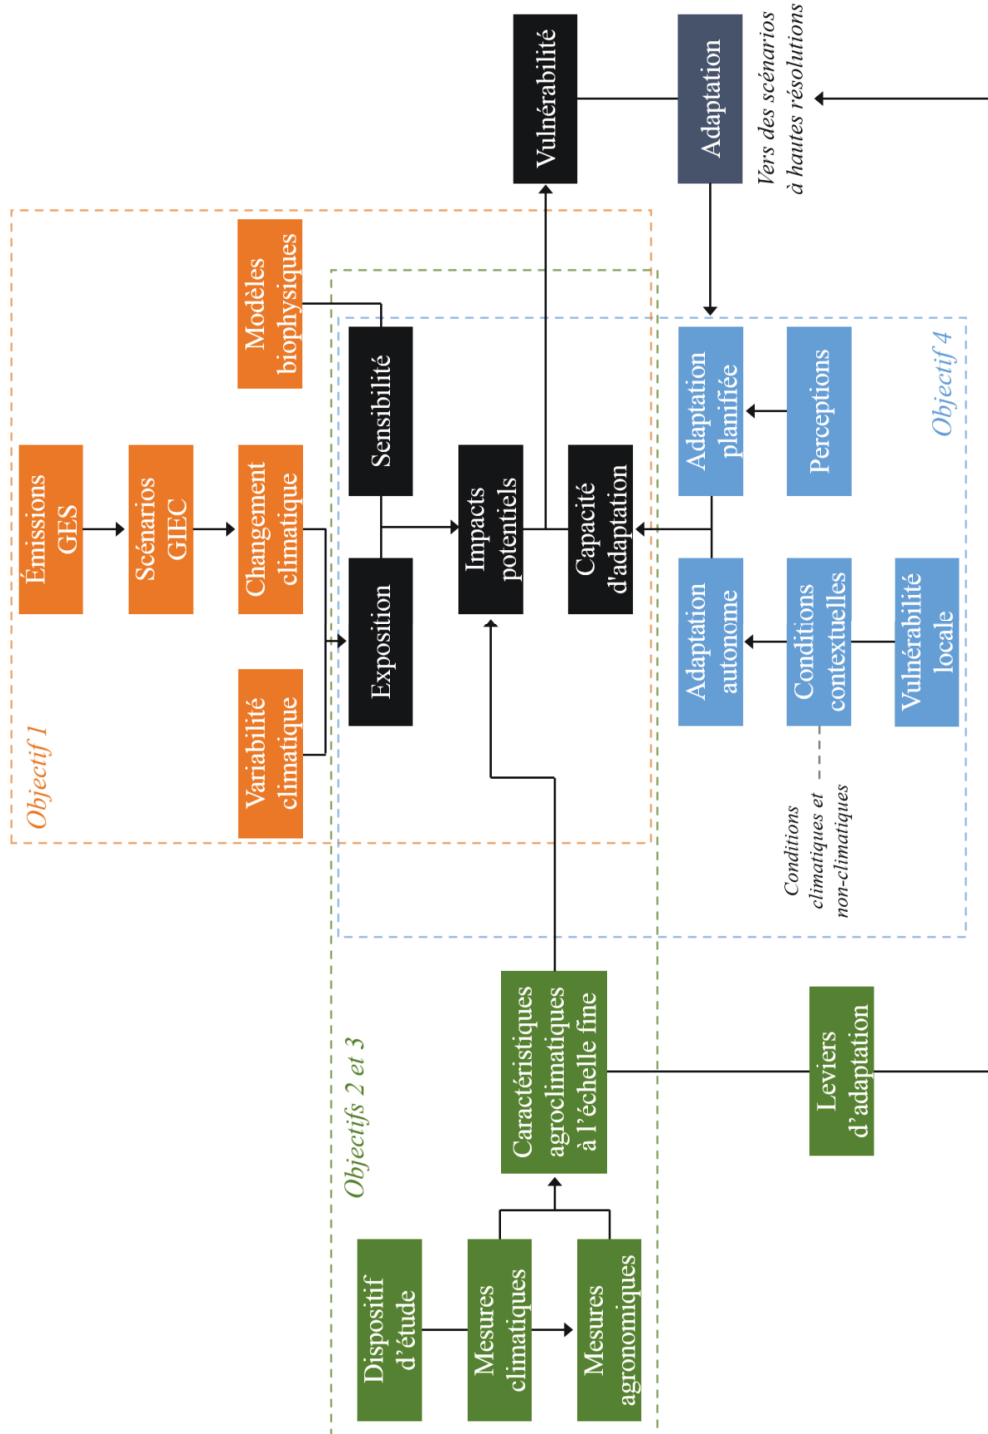 Objectif 1
Émissions
GES
Scénarios
GIEC
Variabilité
climatique
Changement
climatique
Modèles
biophysiques
Objectifs 2 et 3
Dispositif
d'étude
Mesures
climatiques
Mesures
agronomiques
Caractéristiques
agroclimatiques
à l’échelle fine
Exposition
Sensibilité
Impacts
potentiels
Capacité
d'adaptation
Vulnérabilité
Adaptation
Vers des scénarios
à hautes résolutions
Adaptation
autonome
Adaptation
planifiée
Conditions
contextuelles
Perceptions
Vulnérabilité
locale
Conditions
climatiques et
non-climatiques
Objectif 4
Leviers
d’adaptation